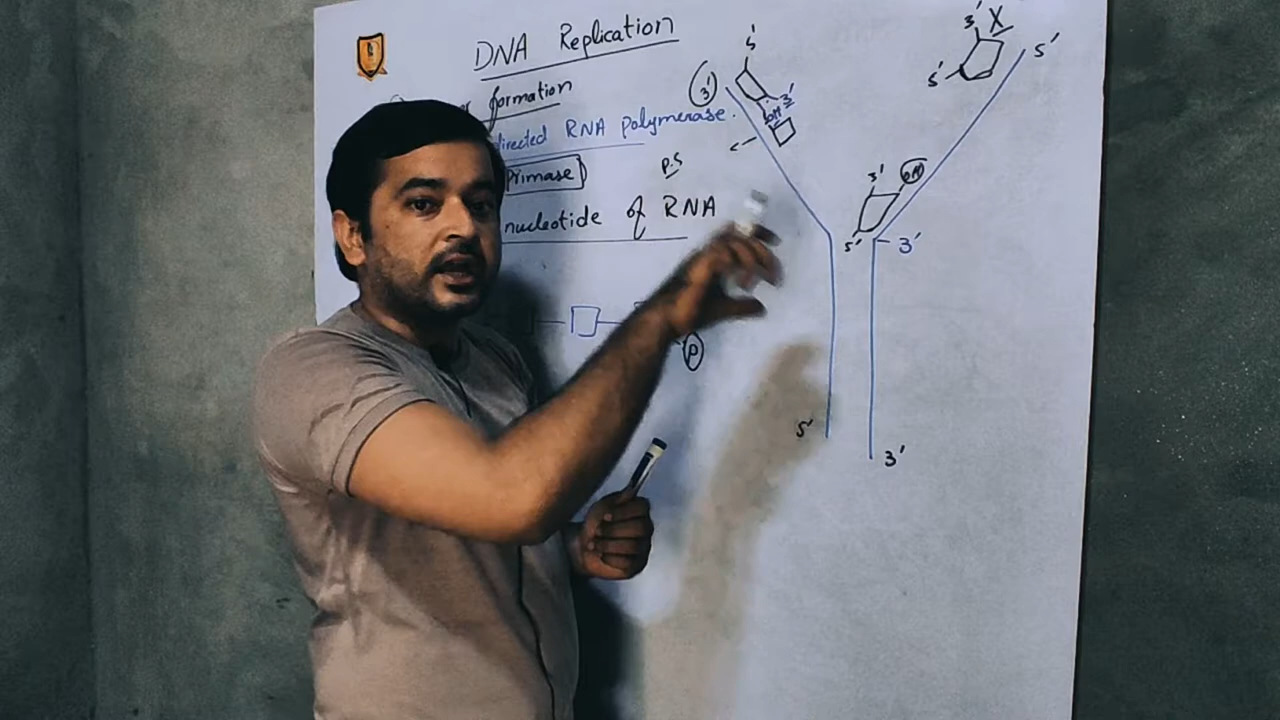 DNA Replication
formation
directed RNA polymerase.
Primase
nucleotide of RNA
P
5'
3'
3'
OH
3'
X
5'
5'
3'
OH
5'
3'
5'
3'